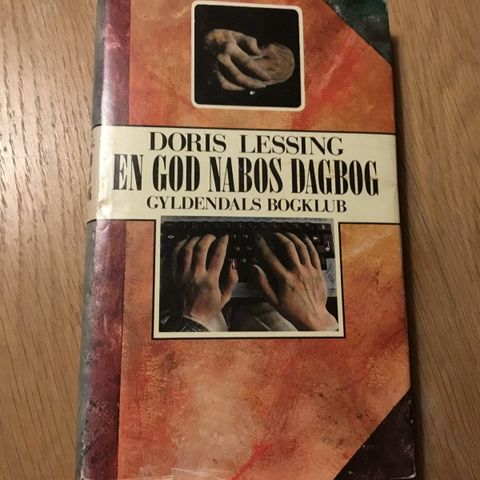 DORIS LESSING
EN GOD NABOS DAGBOG
GYLDENDALS BOGKLUB